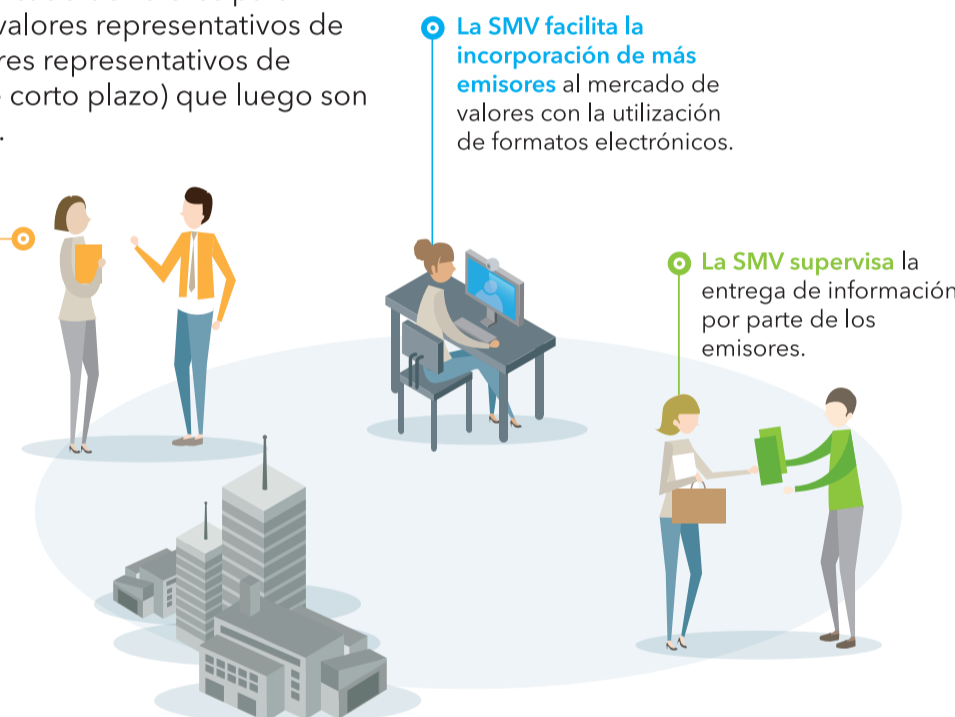 valores representativos de
res representativos de
corto plazo) que luego son
.
La SMV facilita la
incorporación de más
emisores al mercado de
valores con la utilización
de formatos electrónicos.
La SMV supervisa la
entrega de información
por parte de los
emisores.